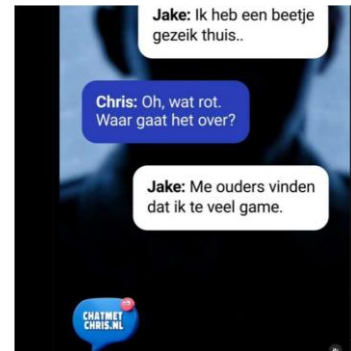 Jake: Ik heb een beetje
gezeik thuis..
Chris: Oh, wat rot.
Waar gaat het over?
Jake: Me ouders vinden
dat ik te veel game.
CHATMET
CHRIS.NL